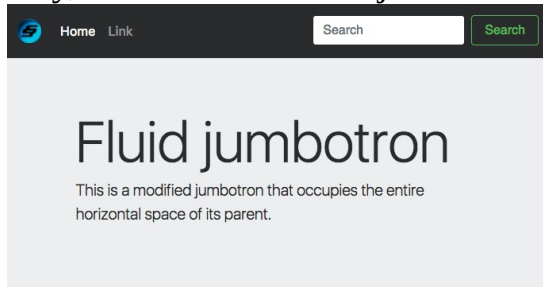 Home Link Search Search
Fluid jumbotron
This is a modified jumbotron that occupies the entire
horizontal space of its parent.